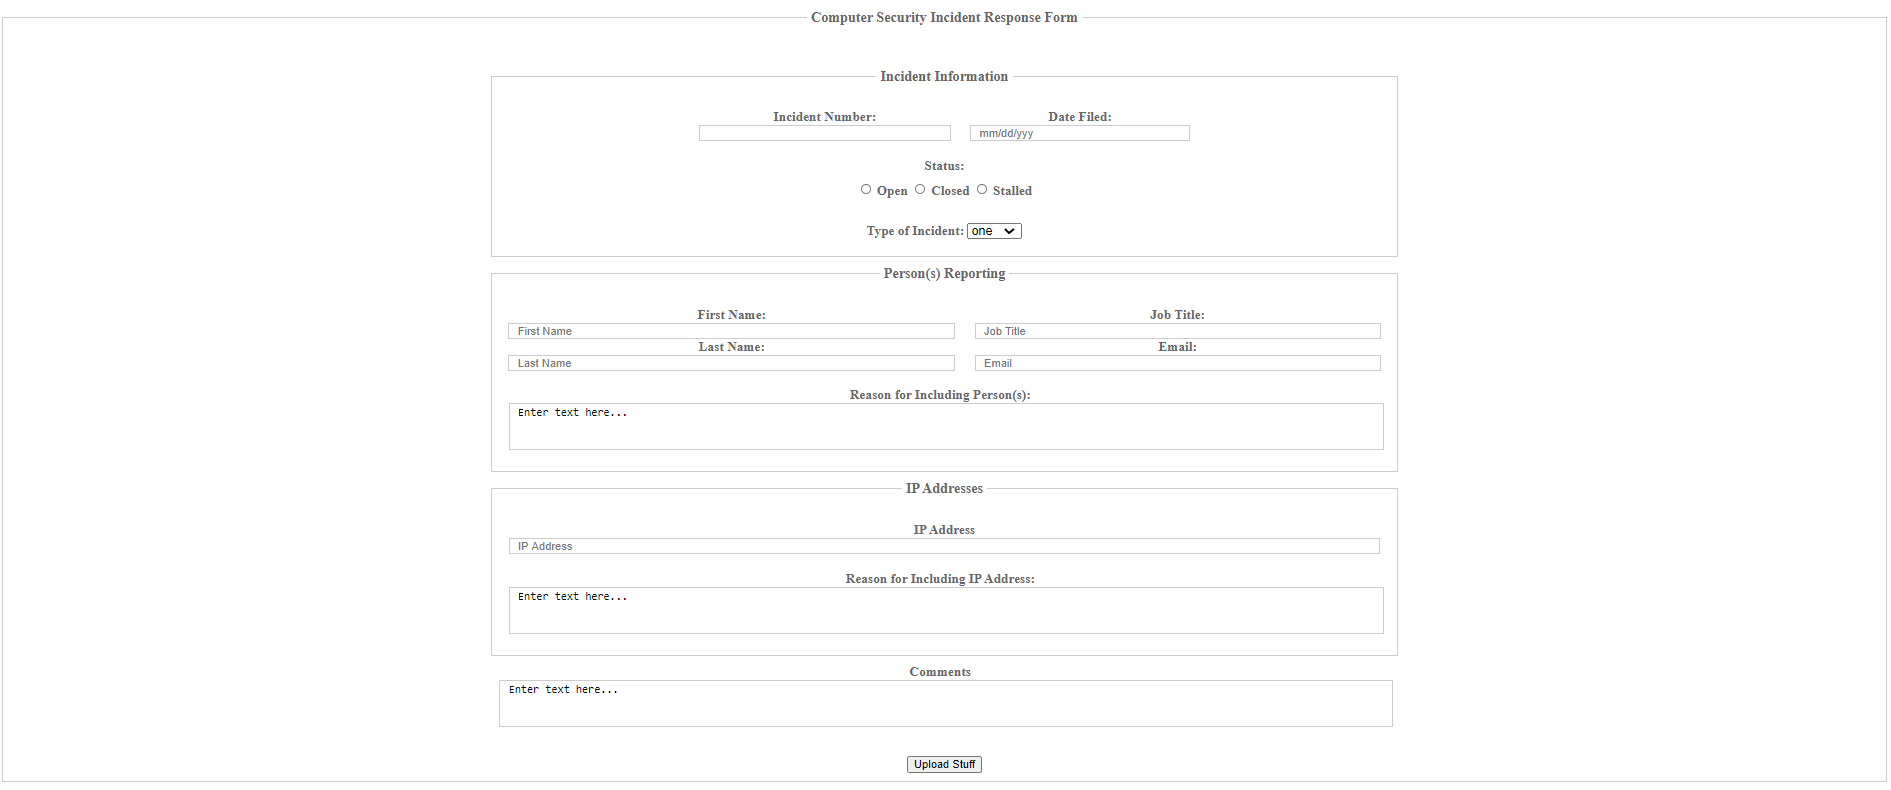 Computer Security Incident Response Form
Incident Information
Incident Number: Date Filed:
mm/dd/yyy
Status:
Open Closed Stalled
Type of Incident: one
Person(s) Reporting
First Name: Job Title:
First Name Job Title
Last Name: Email:
Last Name Email
Reason for Including Person(s):
Enter text here...
IP Addresses
IP Address
IP Address
Reason for Including IP Address:
Enter text here...
Comments
Enter text here...
Upload Stuff